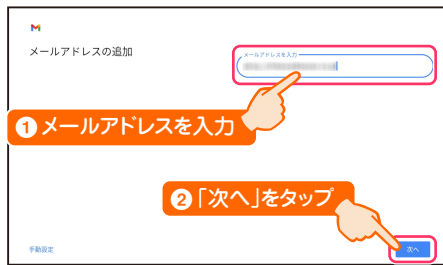 メールアドレスの追加
メールアドレスを入力
❶メールアドレスを入力
❷「次へ」をタップ
手動設定
次へ